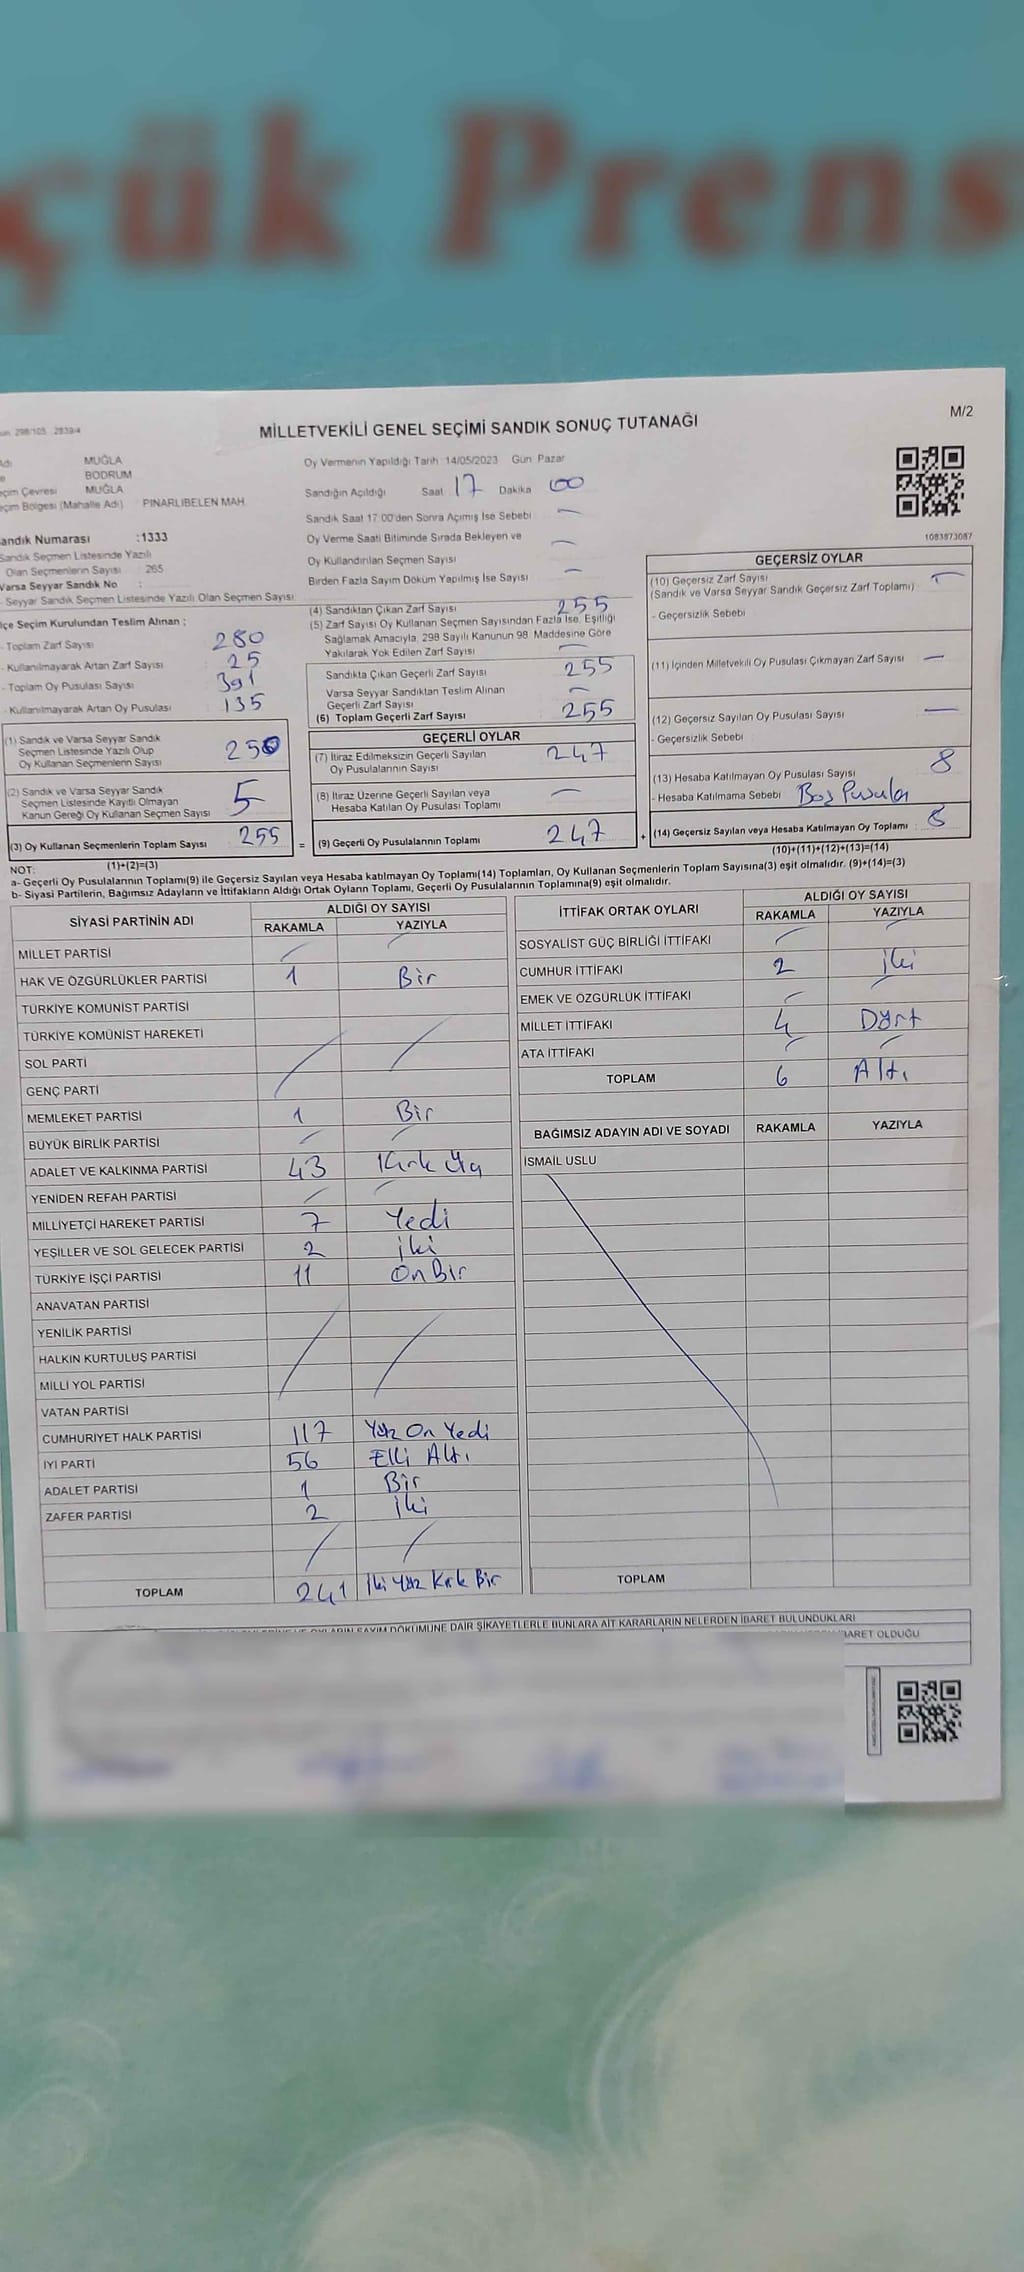 çük Prens
M/2
MİLLETVEKİLİ GENEL SEÇİMİ SANDIK SONUÇ TUTANAĞI
298/105 2839/4
MUĞLA
BODRUM
eçim Çevresi MUĞLA
eçim Bölgesi (Mahalle Adı) PINARLIBELEN MAH.
andık Numarası :1333
Sandık Seçmen Listesinde Yazılı
Olan Seçmenlerin Sayısı : 265
Varsa Seyyar Sandık No :
- Seyyar Sandık Seçmen Listesinde Yazılı Olan Seçmen Sayısı
lçe Seçim Kurulundan Teslim Alınan ;
- Toplam Zarf Sayısı : 280
- Kullanılmayarak Artan Zarf Sayısı : 25
- Toplam Oy Pusulası Sayısı : 391
- Kullanılmayarak Artan Oy Pusulası : 135
(1) Sandık ve Varsa Seyyar Sandık
Seçmen Listesinde Yazılı Olup
Oy Kullanan Seçmenlerin Sayısı 250
(2) Sandık ve Varsa Seyyar Sandık
Seçmen Listesinde Kayıtlı Olmayan
Kanun Gereği Oy Kullanan Seçmen Sayısı 5
(3) Oy Kullanan Seçmenlerin Toplam Sayısı 255
(1)+(2)=(3)
Oy Vermenin Yapıldığı Tarih 14/05/2023 Gün Pazar
Sandığın Açıldığı Saat 17 Dakika 00
Sandık Saat 17:00'den Sonra Açılmış İse Sebebi —
Oy Verme Saati Bitiminde Sırada Bekleyen ve
Oy Kullandırılan Seçmen Sayısı —
Birden Fazla Sayım Döküm Yapılmış İse Sayısı —
(4) Sandıktan Çıkan Zarf Sayısı 255
(5) Zarf Sayısı Oy Kullanan Seçmen Sayısından Fazla İse, Eşitliği
Sağlamak Amacıyla, 298 Sayılı Kanunun 98. Maddesine Göre
Yakılarak Yok Edilen Zarf Sayısı —
Sandıkta Çıkan Geçerli Zarf Sayısı 255
Varsa Seyyar Sandıktan Teslim Alınan
Geçerli Zarf Sayısı —
(6) Toplam Geçerli Zarf Sayısı 255
GEÇERLİ OYLAR
(7) İtiraz Edilmeksizin Geçerli Sayılan
Oy Pusulalarının Sayısı 247
(8) İtiraz Üzerine Geçerli Sayılan veya
Hesaba Katılan Oy Pusulası Toplamı —
= (9) Geçerli Oy Pusulalarının Toplamı 247 +
1083873087
GEÇERSİZ OYLAR
(10) Geçersiz Zarf Sayısı —
(Sandık ve Varsa Seyyar Sandık Geçersiz Zarf Toplamı)
- Geçersizlik Sebebi
(11) İçinden Milletvekili Oy Pusulası Çıkmayan Zarf Sayısı —
(12) Geçersiz Sayılan Oy Pusulası Sayısı —
- Geçersizlik Sebebi
(13) Hesaba Katılmayan Oy Pusulası Sayısı 8
- Hesaba Katılmama Sebebi Boş Pusula
(14) Geçersiz Sayılan veya Hesaba Katılmayan Oy Toplamı 8
(10)+(11)+(12)+(13)=(14)
NOT:
a- Geçerli Oy Pusulalarının Toplamı(9) ile Geçersiz Sayılan veya Hesaba katılmayan Oy Toplamı(14) Toplamları, Oy Kullanan Seçmenlerin Toplam Sayısına(3) eşit olmalıdır. (9)+(14)=(3)
b- Siyasi Partilerin, Bağımsız Adayların ve İttifakların Aldığı Ortak Oyların Toplamı, Geçerli Oy Pusulalarının Toplamına(9) eşit olmalıdır.
SİYASİ PARTİNİN ADI ALDIĞI OY SAYISI
RAKAMLA YAZIYLA
MİLLET PARTİSİ
HAK VE ÖZGÜRLÜKLER PARTİSİ 1 Bir
TÜRKİYE KOMÜNİST PARTİSİ
TÜRKİYE KOMÜNİST HAREKETİ
SOL PARTİ
GENÇ PARTİ
MEMLEKET PARTİSİ 1 Bir
BÜYÜK BİRLİK PARTİSİ
ADALET VE KALKINMA PARTİSİ 43 Kırk Üç
YENİDEN REFAH PARTİSİ
MİLLİYETÇİ HAREKET PARTİSİ 7 Yedi
YEŞİLLER VE SOL GELECEK PARTİSİ 2 iki
TÜRKİYE İŞÇİ PARTİSİ 11 On Bir
ANAVATAN PARTİSİ
YENİLİK PARTİSİ
HALKIN KURTULUŞ PARTİSİ
MİLLİ YOL PARTİSİ
VATAN PARTİSİ
CUMHURİYET HALK PARTİSİ 117 Yüz On Yedi
İYİ PARTİ 56 Elli Altı
ADALET PARTİSİ 1 Bir
ZAFER PARTİSİ 2 iki
TOPLAM 241 iki Yüz Kırk Bir
İTTİFAK ORTAK OYLARI ALDIĞI OY SAYISI
RAKAMLA YAZIYLA
SOSYALİST GÜÇ BİRLİĞİ İTTİFAKI
CUMHUR İTTİFAKI 2 iki
EMEK VE ÖZGÜRLÜK İTTİFAKI
MİLLET İTTİFAKI 4 Dört
ATA İTTİFAKI
TOPLAM 6 Altı
BAĞIMSIZ ADAYIN ADI VE SOYADI RAKAMLA YAZIYLA
İSMAİL USLU
TOPLAM
OYLARIN SAYIM DÖKÜMÜNE DAİR ŞİKAYETLERLE BUNLARA AİT KARARLARIN NELERDEN İBARET BULUNDUKLARI
İBARET OLDUĞU